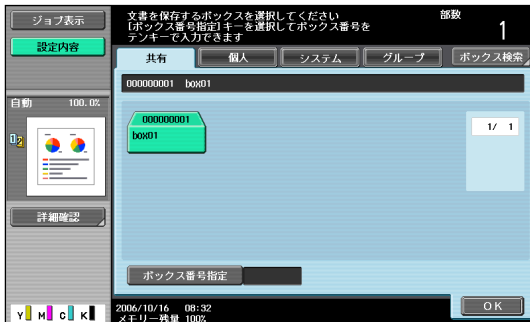 ジョブ表示
設定内容
文書を保存するボックスを選択してください
[ボックス番号指定]キーを選択してボックス番号を
テンキーで入力できます
部数
1
共有 個人 システム グループ ボックス検索
000000001 box01
自動 100.0%
1 2
000000001
box01
1/ 1
詳細確認
ボックス番号指定
OK
Y M C K
2006/10/16 08:32
メモリー残量 100%